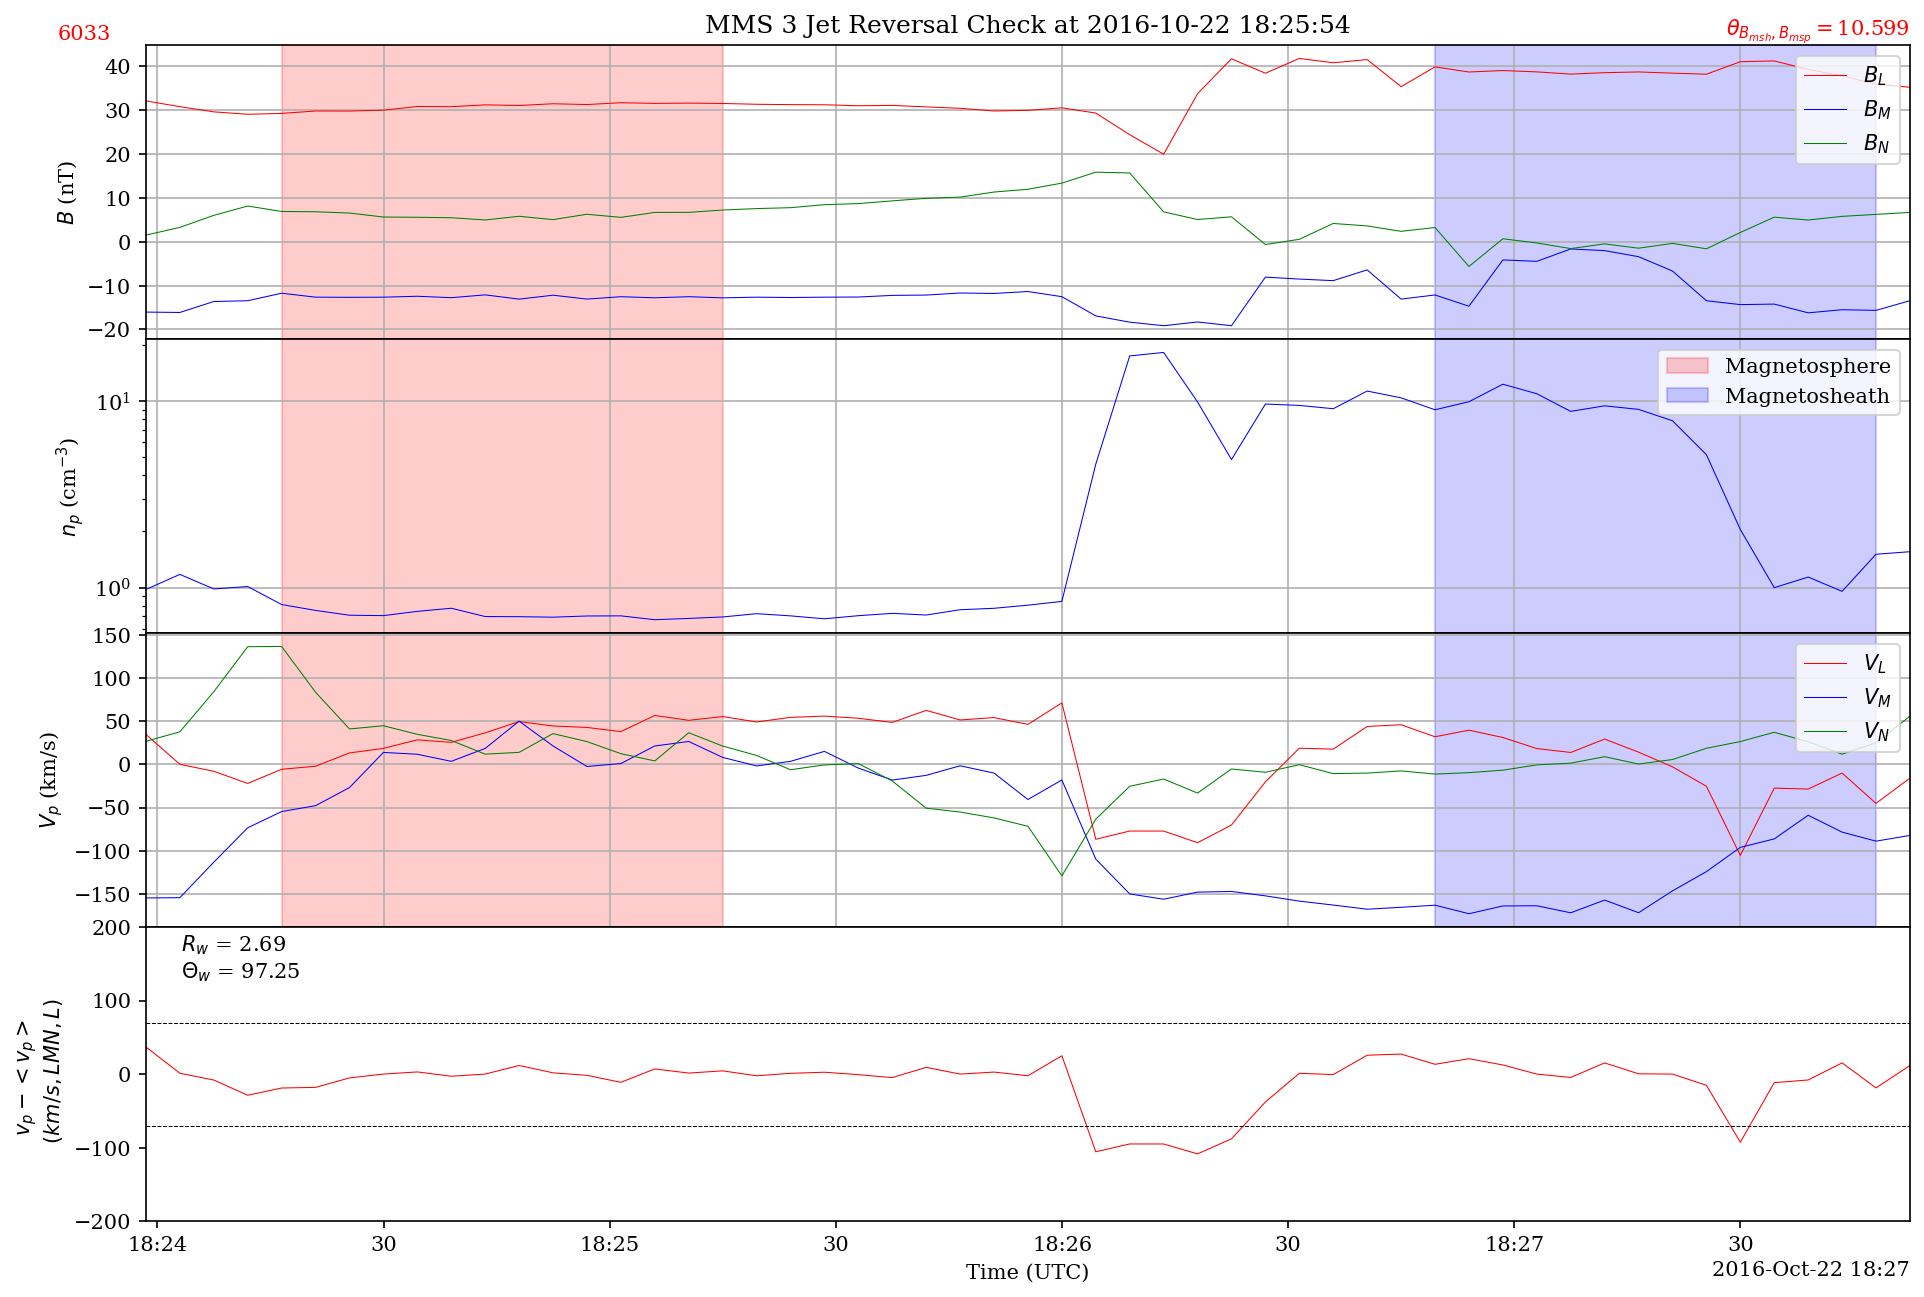 6033
MMS 3 Jet Reversal Check at 2016-10-22 18:25:54
θ_{B_{msh}, B_{msp}} = 10.599
B (nT)
40
30
20
10
0
−10
−20
B_L
B_M
B_N
n_p (cm^{−3})
10^1
10^0
Magnetosphere
Magnetosheath
V_p (km/s)
150
100
50
0
−50
−100
−150
V_L
V_M
V_N
v_p − <v_p>
(km/s, LMN, L)
200
100
0
−100
−200
R_w = 2.69
Θ_w = 97.25
18:24 30 18:25 30 18:26 30 18:27 30
Time (UTC)
2016-Oct-22 18:27